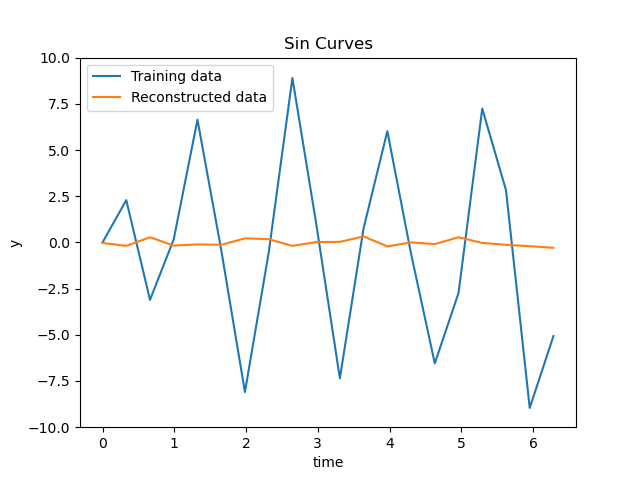 Sin Curves
Training data
Reconstructed data
10.0
7.5
5.0
2.5
0.0
−2.5
−5.0
−7.5
−10.0
y
0 1 2 3 4 5 6
time